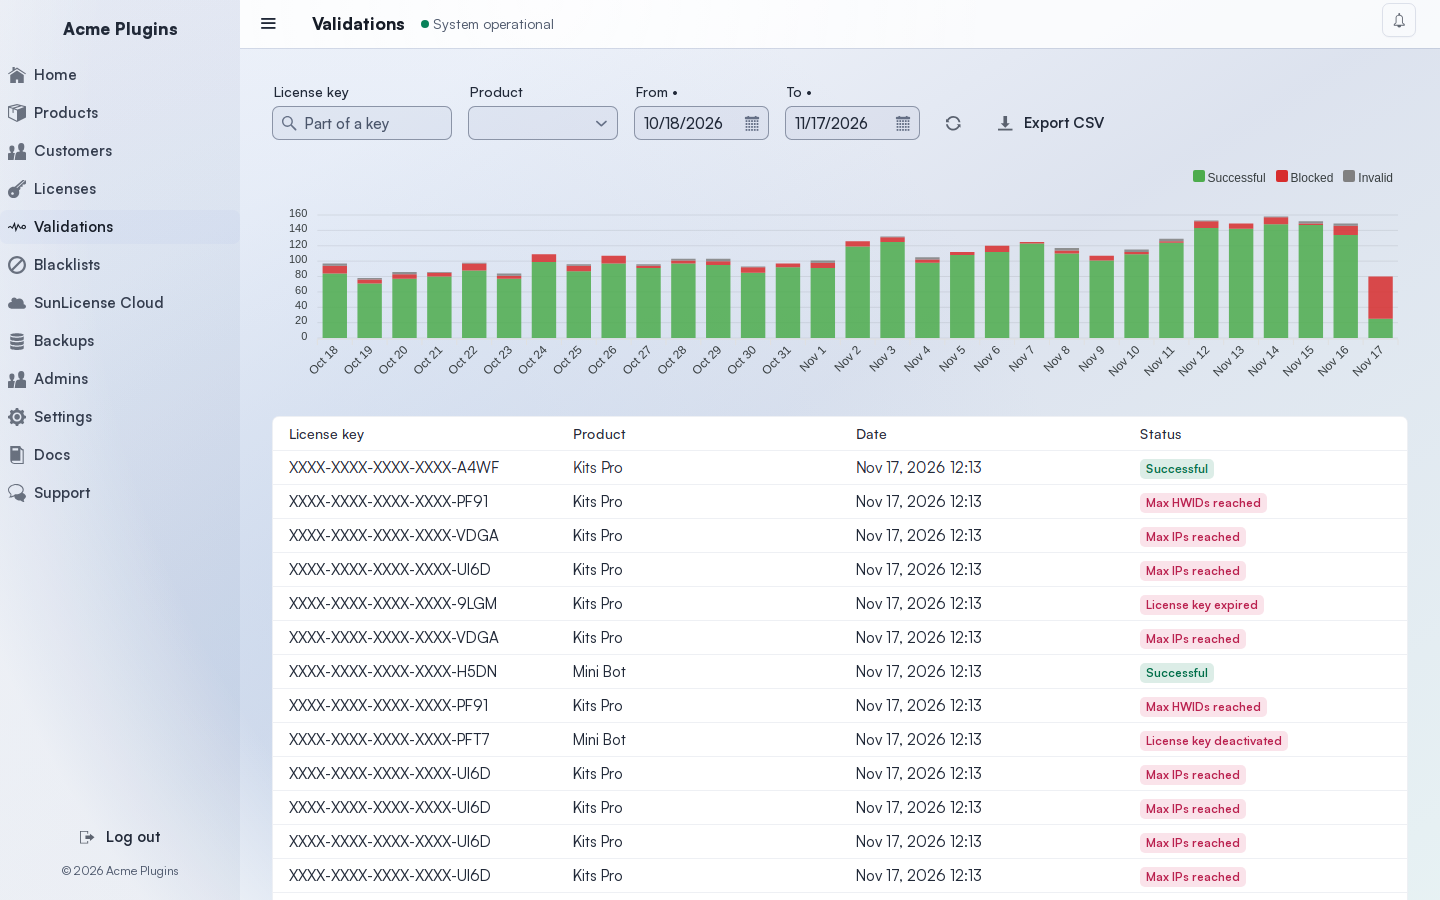 Acme Plugins
Home
Products
Customers
Licenses
Validations
Blacklists
SunLicense Cloud
Backups
Admins
Settings
Docs
Support
Log out
© 2026 Acme Plugins
Validations
System operational
License key
Product
From •
To •
Part of a key
10/18/2026
11/17/2026
Export CSV
Successful Blocked Invalid
160
140
120
100
80
60
40
20
0
Oct 18 Oct 19 Oct 20 Oct 21 Oct 22 Oct 23 Oct 24 Oct 25 Oct 26 Oct 27 Oct 28 Oct 29 Oct 30 Oct 31 Nov 1 Nov 2 Nov 3 Nov 4 Nov 5 Nov 6 Nov 7 Nov 8 Nov 9 Nov 10 Nov 11 Nov 12 Nov 13 Nov 14 Nov 15 Nov 16 Nov 17
License key Product Date Status
XXXX-XXXX-XXXX-XXXX-A4WF Kits Pro Nov 17, 2026 12:13 Successful
XXXX-XXXX-XXXX-XXXX-PF91 Kits Pro Nov 17, 2026 12:13 Max HWIDs reached
XXXX-XXXX-XXXX-XXXX-VDGA Kits Pro Nov 17, 2026 12:13 Max IPs reached
XXXX-XXXX-XXXX-XXXX-UI6D Kits Pro Nov 17, 2026 12:13 Max IPs reached
XXXX-XXXX-XXXX-XXXX-9LGM Kits Pro Nov 17, 2026 12:13 License key expired
XXXX-XXXX-XXXX-XXXX-VDGA Kits Pro Nov 17, 2026 12:13 Max IPs reached
XXXX-XXXX-XXXX-XXXX-H5DN Mini Bot Nov 17, 2026 12:13 Successful
XXXX-XXXX-XXXX-XXXX-PF91 Kits Pro Nov 17, 2026 12:13 Max HWIDs reached
XXXX-XXXX-XXXX-XXXX-PFT7 Mini Bot Nov 17, 2026 12:13 License key deactivated
XXXX-XXXX-XXXX-XXXX-UI6D Kits Pro Nov 17, 2026 12:13 Max IPs reached
XXXX-XXXX-XXXX-XXXX-UI6D Kits Pro Nov 17, 2026 12:13 Max IPs reached
XXXX-XXXX-XXXX-XXXX-UI6D Kits Pro Nov 17, 2026 12:13 Max IPs reached
XXXX-XXXX-XXXX-XXXX-UI6D Kits Pro Nov 17, 2026 12:13 Max IPs reached